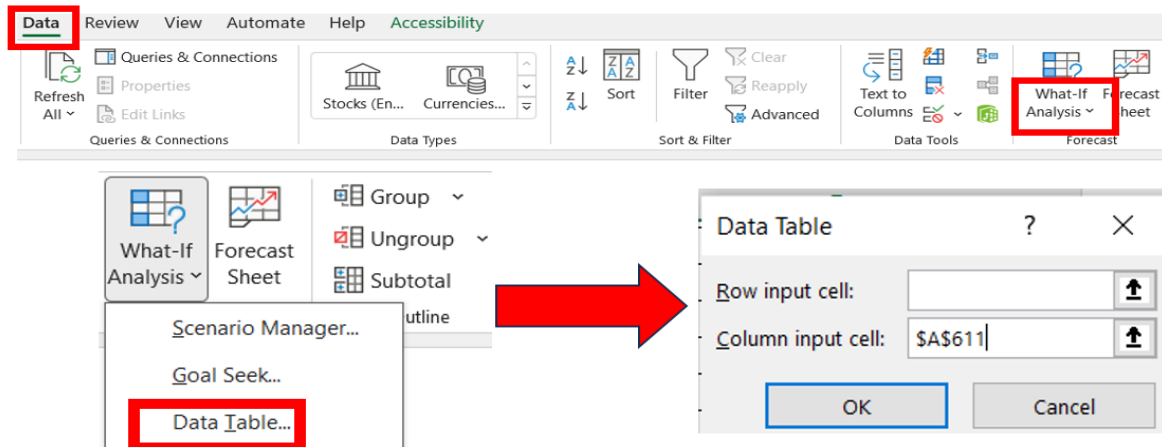 Data Review View Automate Help Accessibility
Refresh All
Queries & Connections
Properties
Edit Links
Queries & Connections
Stocks (En... Currencies...
Data Types
A Z
Z A
Z A A Z
Sort
Filter
Clear
Reapply
Advanced
Sort & Filter
Text to Columns
Data Tools
What-If Analysis
Forecast Sheet
Forecast
What-If Analysis
Forecast Sheet
Group
Ungroup
Subtotal
utline
Scenario Manager...
Goal Seek...
Data Table...
Data Table ? X
Row input cell:
Column input cell: $A$611
OK Cancel